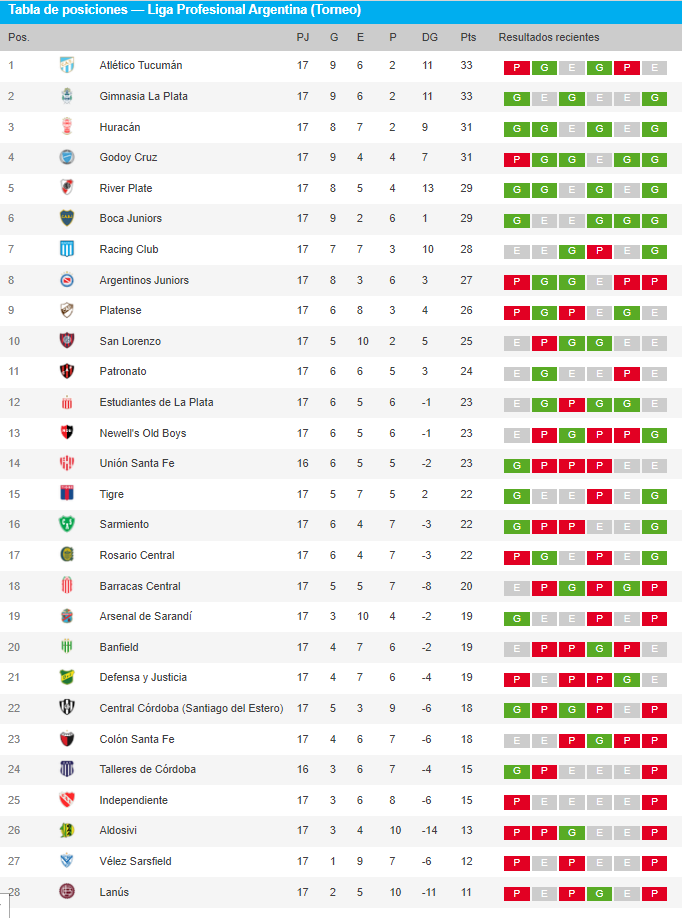 Tabla de posiciones — Liga Profesional Argentina (Torneo)
Pos. PJ G E P DG Pts Resultados recientes
1 Atlético Tucumán 17 9 6 2 11 33 P G E G P E
2 Gimnasia La Plata 17 9 6 2 11 33 G E G E E G
3 Huracán 17 8 7 2 9 31 G G E G E G
4 Godoy Cruz 17 9 4 4 7 31 P G G E G G
5 River Plate 17 8 5 4 13 29 G G E G E G
6 Boca Juniors 17 9 2 6 1 29 G E E G G G
7 Racing Club 17 7 7 3 10 28 E E G P E G
8 Argentinos Juniors 17 8 3 6 3 27 P G G E P P
9 Platense 17 6 8 3 4 26 P G P E G E
10 San Lorenzo 17 5 10 2 5 25 E P G G E E
11 Patronato 17 6 6 5 3 24 E G E E P E
12 Estudiantes de La Plata 17 6 5 6 -1 23 E G P G G E
13 Newell's Old Boys 17 6 5 6 -1 23 E P G P P G
14 Unión Santa Fe 16 6 5 5 -2 23 G P P P E E
15 Tigre 17 5 7 5 2 22 G E E P E G
16 Sarmiento 17 6 4 7 -3 22 G P P E E G
17 Rosario Central 17 6 4 7 -3 22 P G E P E G
18 Barracas Central 17 5 5 7 -8 20 E P G P G P
19 Arsenal de Sarandí 17 3 10 4 -2 19 G E E P E P
20 Banfield 17 4 7 6 -2 19 E P P G P E
21 Defensa y Justicia 17 4 7 6 -4 19 P E P P G E
22 Central Córdoba (Santiago del Estero) 17 5 3 9 -6 18 G P G P E P
23 Colón Santa Fe 17 4 6 7 -6 18 E E P G P P
24 Talleres de Córdoba 16 3 6 7 -4 15 G P E E E P
25 Independiente 17 3 6 8 -6 15 P E E E E P
26 Aldosivi 17 3 4 10 -14 13 P P G E E P
27 Vélez Sarsfield 17 1 9 7 -6 12 P E P E E P
28 Lanús 17 2 5 10 -11 11 P E P G E P